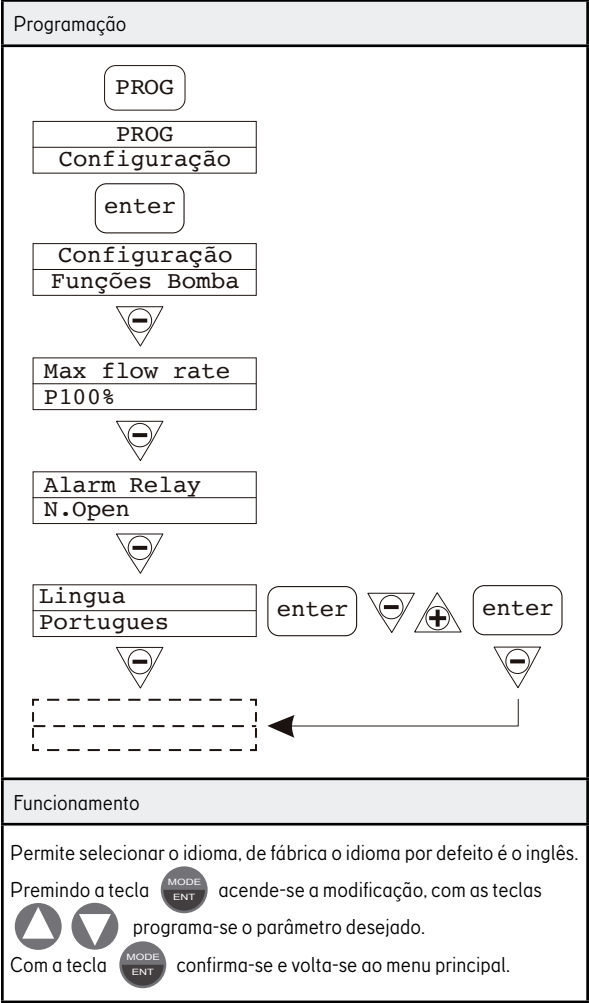 Programação
PROG
PROG
Configuração
enter
Configuração
Funções Bomba
Max flow rate
P100%
Alarm Relay
N.Open
Lingua
Portugues
enter
enter
Funcionamento
Permite selecionar o idioma, de fábrica o idioma por defeito é o inglês.
Premindo a tecla MODE ENT acende-se a modificação, com as teclas
programa-se o parâmetro desejado.
Com a tecla MODE ENT confirma-se e volta-se ao menu principal.